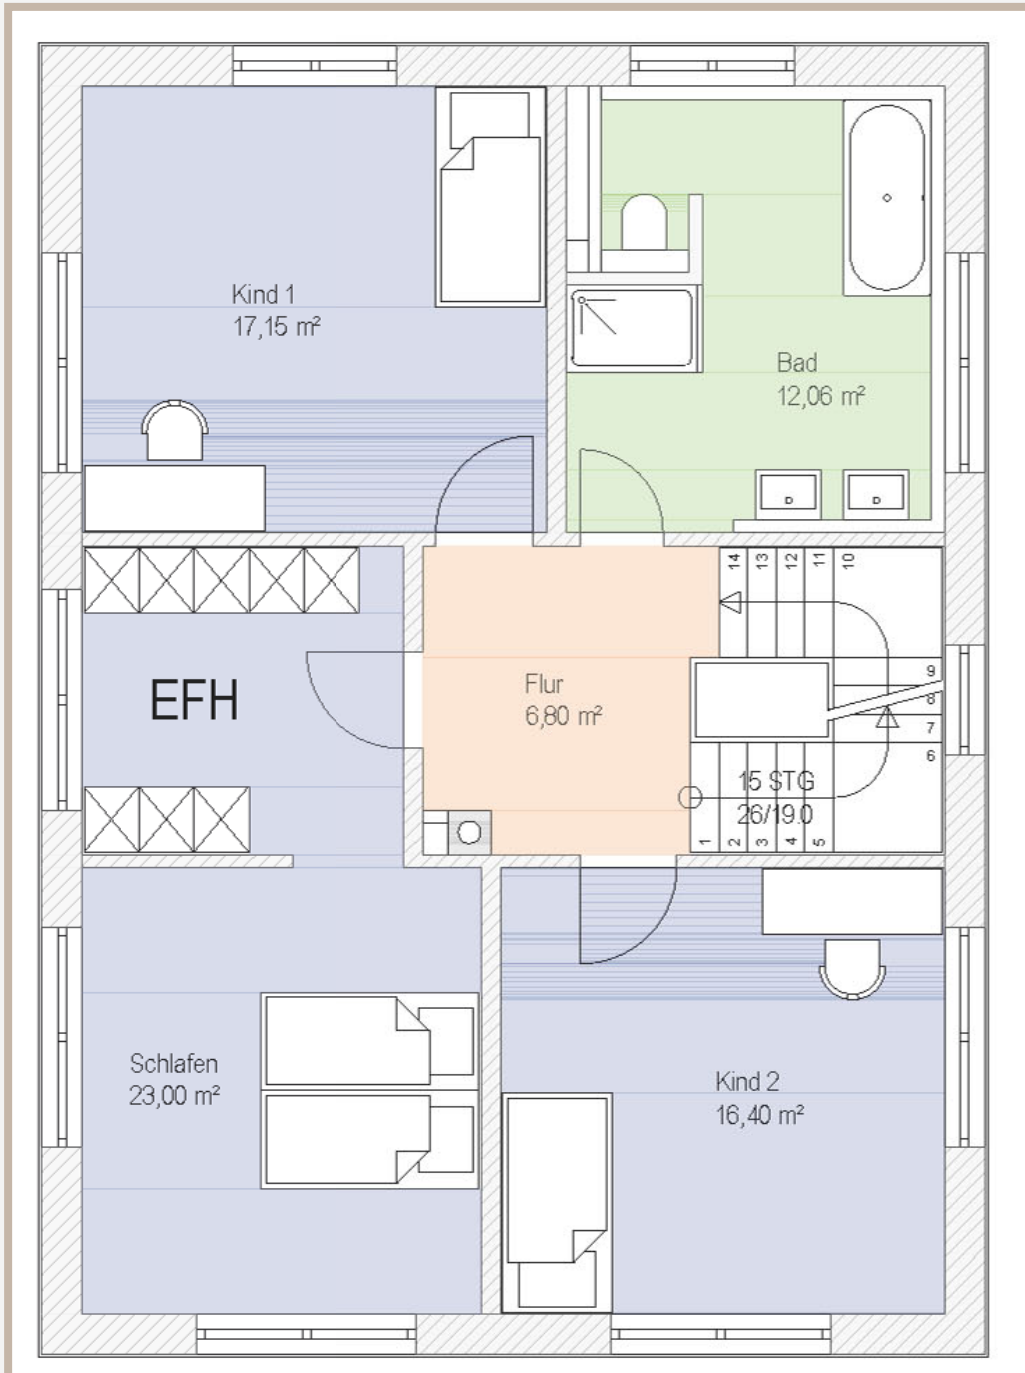 Kind 1
17,15 m²
Bad
12,06 m²
D
D
14
13
12
11
10
EFH
Flur
6,80 m²
9
8
7
6
15 STG
26/19.0
1
2
3
4
5
Schlafen
23,00 m²
Kind 2
16,40 m²